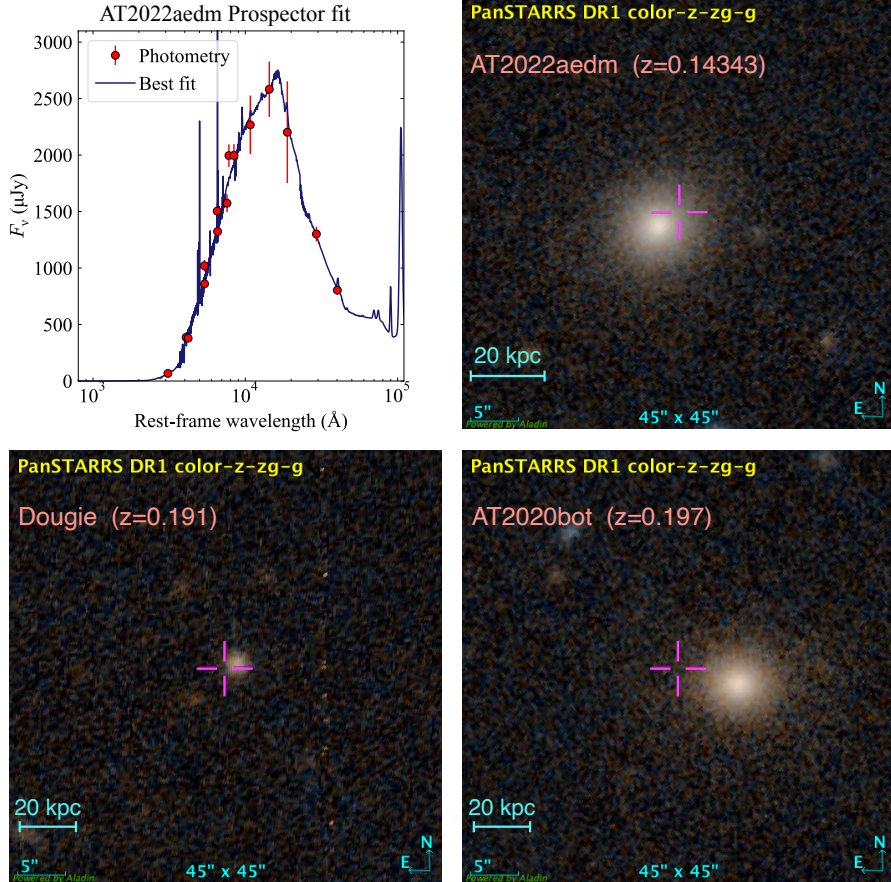 AT2022aedm Prospector fit
3000
2500
2000
1500
1000
500
0
Fν (μJy)
Photometry
Best fit
10³
10⁴
10⁵
Rest-frame wavelength (Å)
PanSTARRS DR1 color-z-zg-g
AT2022aedm (z=0.14343)
20 kpc
5"
Powered by Aladin
45" x 45"
N
E
PanSTARRS DR1 color-z-zg-g
Dougie (z=0.191)
20 kpc
5"
Powered by Aladin
45" x 45"
N
E
PanSTARRS DR1 color-z-zg-g
AT2020bot (z=0.197)
20 kpc
5"
Powered by Aladin
45" x 45"
N
E